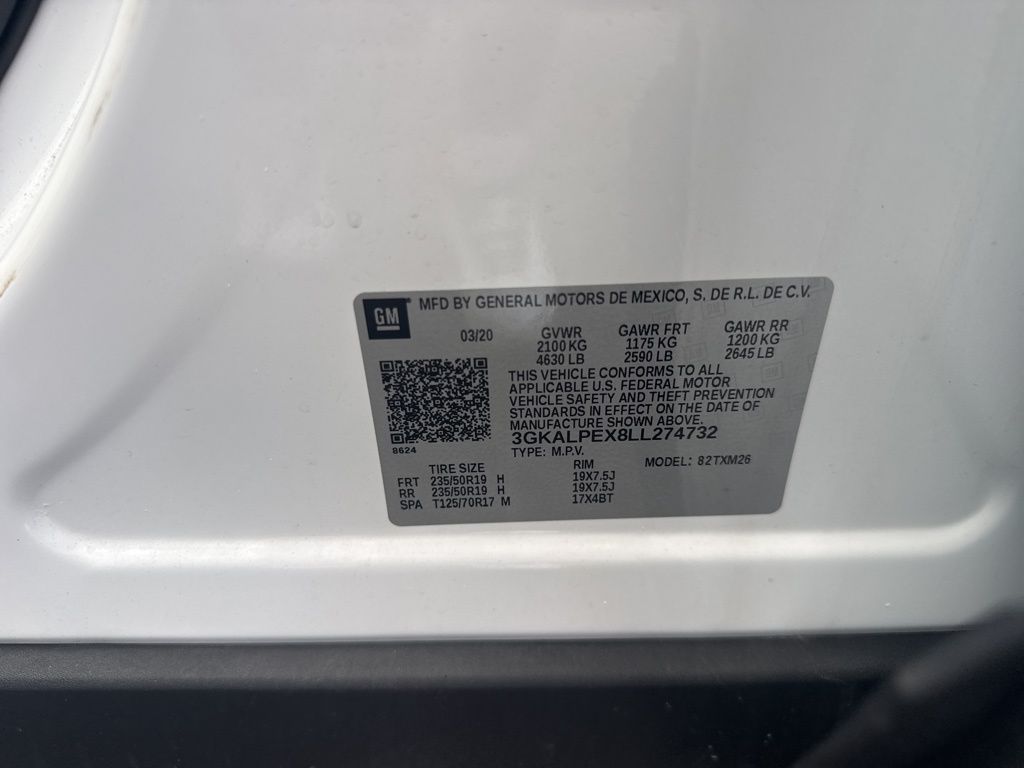 GM
MFD BY GENERAL MOTORS DE MEXICO, S. DE R.L. DE C.V.
03/20 GVWR GAWR FRT GAWR RR
2100 KG 1175 KG 1200 KG
4630 LB 2590 LB 2645 LB
THIS VEHICLE CONFORMS TO ALL
APPLICABLE U.S. FEDERAL MOTOR
VEHICLE SAFETY AND THEFT PREVENTION
STANDARDS IN EFFECT ON THE DATE OF
MANUFACTURE SHOWN ABOVE.
3GKALPEX8LL274732
8624
TYPE: M.P.V. MODEL: 82TXM26
TIRE SIZE RIM
FRT 235/50R19 H 19X7.5J
RR 235/50R19 H 19X7.5J
SPA T125/70R17 M 17X4BT